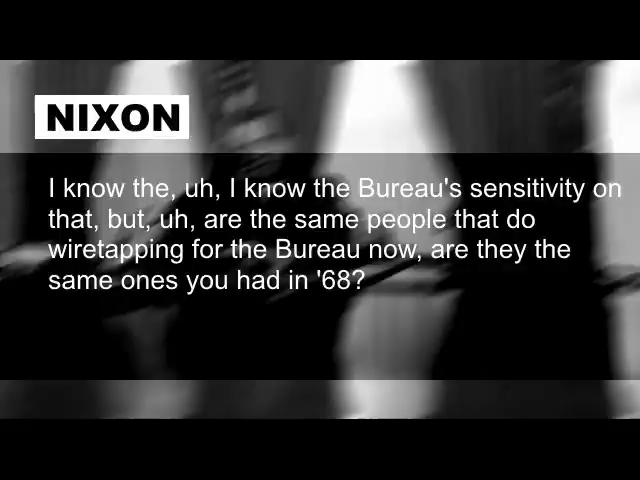 NIXON
I know the, uh, I know the Bureau's sensitivity on
that, but, uh, are the same people that do
wiretapping for the Bureau now, are they the
same ones you had in '68?